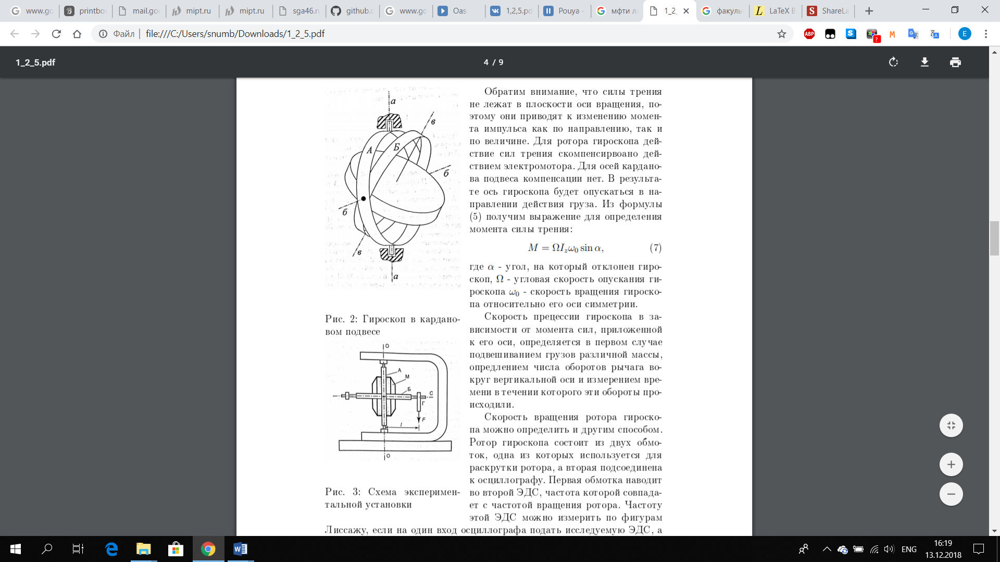 www.go
printbo
mail.goo
mipt.ru
mipt.ru
sga46.ru
github.c
www.go
Oas
1,2,5.pd
Pouya -
мфти ла
1_2_
факульт
LaTeX B
ShareLa
Файл
file:///C:/Users/snumb/Downloads/1_2_5.pdf
ABP
?
M
E
1_2_5.pdf
4 / 9
а
в
А
Б
б
б
в
а
Рис. 2: Гироскоп в кардано-
вом подвесе
О
А
М
Б
С
Г
F
l
О
Рис. 3: Схема эксперимен-
тальной установки
Обратим внимание, что силы трения
не лежат в плоскости оси вращения, по-
этому они приводят к изменению момен-
та импульса как по направлению, так и
по величине. Для ротора гироскопа дей-
ствие сил трения скомпенсирвоано дей-
ствием электромотора. Для осей кардано-
ва подвеса компенсации нет. В результа-
те ось гироскопа будет опускаться в на-
правлении действия груза. Из формулы
(5) получим выражение для определения
момента силы трения:
M = ΩI_zω₀ sin α, (7)
где α - угол, на который отклонен гиро-
скоп, Ω - угловая скорость опускания ги-
роскопа ω₀ - скорость вращения гироско-
па относительно его оси симметрии.
Скорость прецессии гироскопа в за-
висимости от момента сил, приложенной
к его оси, определяется в первом случае
подвешиванием грузов различной массы,
опредлением числа оборотов рычага во-
круг вертикальной оси и измерением вре-
мени в течении которого эти обороты про-
исходили.
Скорость вращения ротора гироско-
па можно определить и другим способом.
Ротор гироскопа состоит из двух обмо-
ток, одна из которых используется для
раскрутки ротора, а вторая подсоединена
к осциллографу. Первая обмотка наводит
во второй ЭДС, частота которой совпада-
ет с частотой вращения ротора. Частоту
этой ЭДС можно измерить по фигурам
Лиссажу, если на один вход осциллографа подать исследуемую ЭДС, а
ENG
16:19
13.12.2018